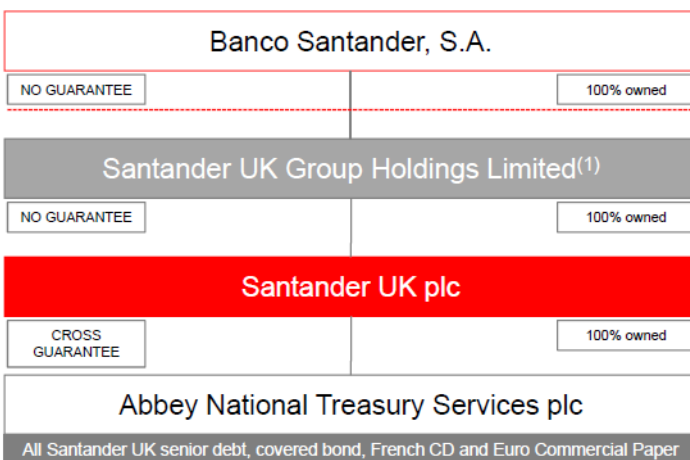 Banco Santander, S.A.
NO GUARANTEE
100% owned
Santander UK Group Holdings Limited(1)
NO GUARANTEE
100% owned
Santander UK plc
CROSS
GUARANTEE
100% owned
Abbey National Treasury Services plc
All Santander UK senior debt, covered bond, French CD and Euro Commercial Paper